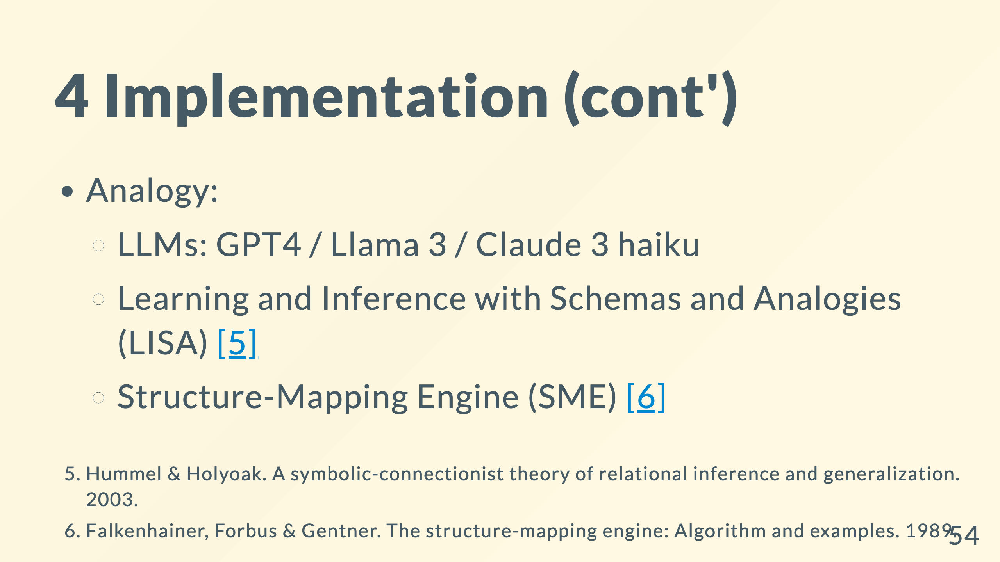 4 Implementation (cont')
• Analogy:
○ LLMs: GPT4 / Llama 3 / Claude 3 haiku
○ Learning and Inference with Schemas and Analogies
(LISA) [5]
○ Structure-Mapping Engine (SME) [6]
5. Hummel & Holyoak. A symbolic-connectionist theory of relational inference and generalization.
2003.
6. Falkenhainer, Forbus & Gentner. The structure-mapping engine: Algorithm and examples. 1989.
54